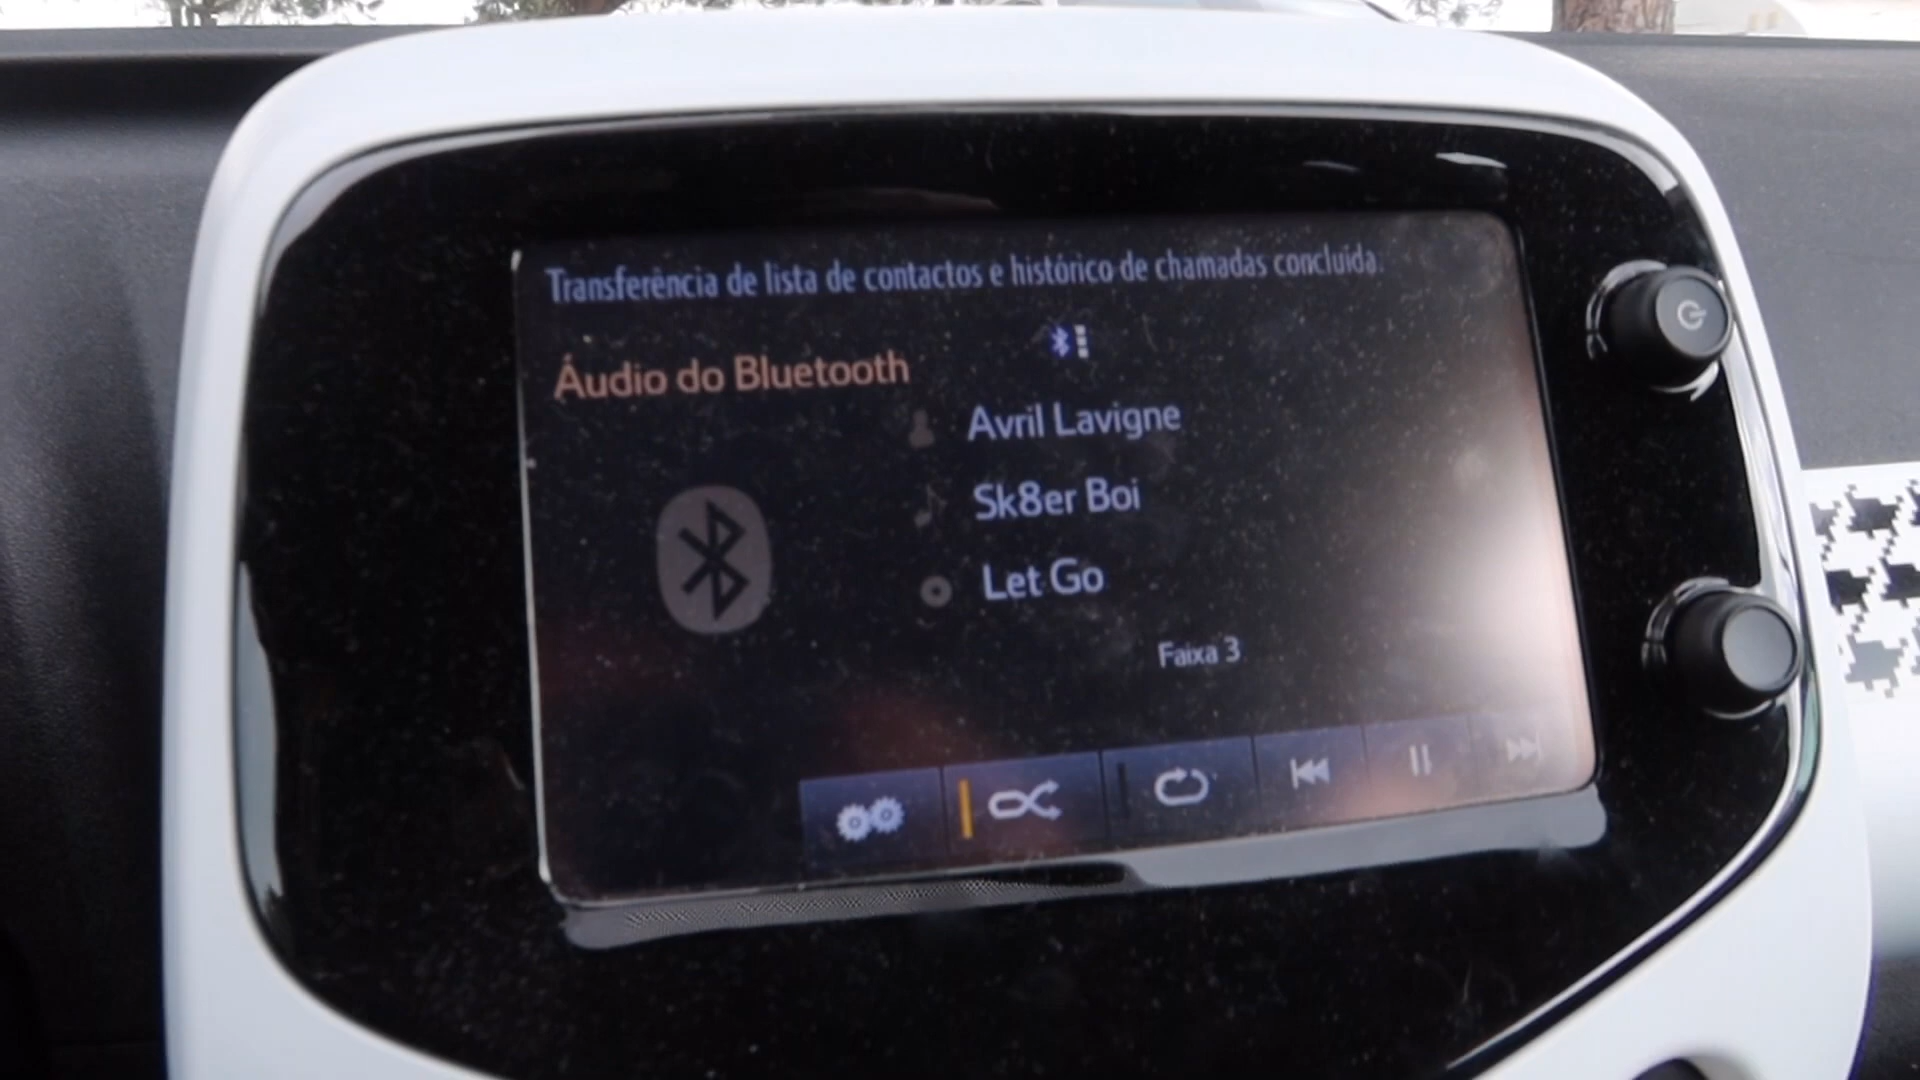 Transferência de lista de contactos e histórico de chamadas concluída.
Áudio do Bluetooth
Avril Lavigne
Sk8er Boi
Let Go
Faixa 3